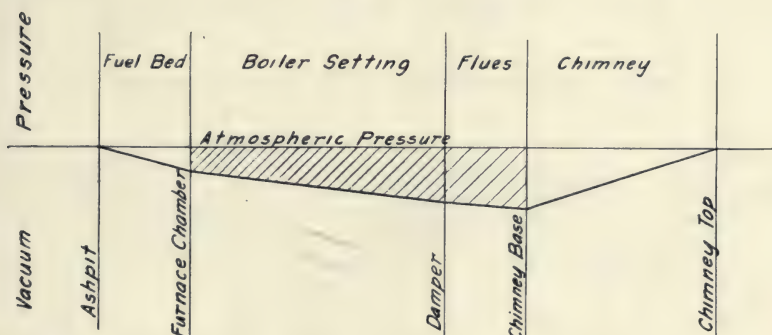 Pressure
Fuel Bed
Boiler Setting
Flues
Chimney
Atmospheric Pressure
Vacuum
Ashpit
Furnace Chamber
Damper
Chimney Base
Chimney Top